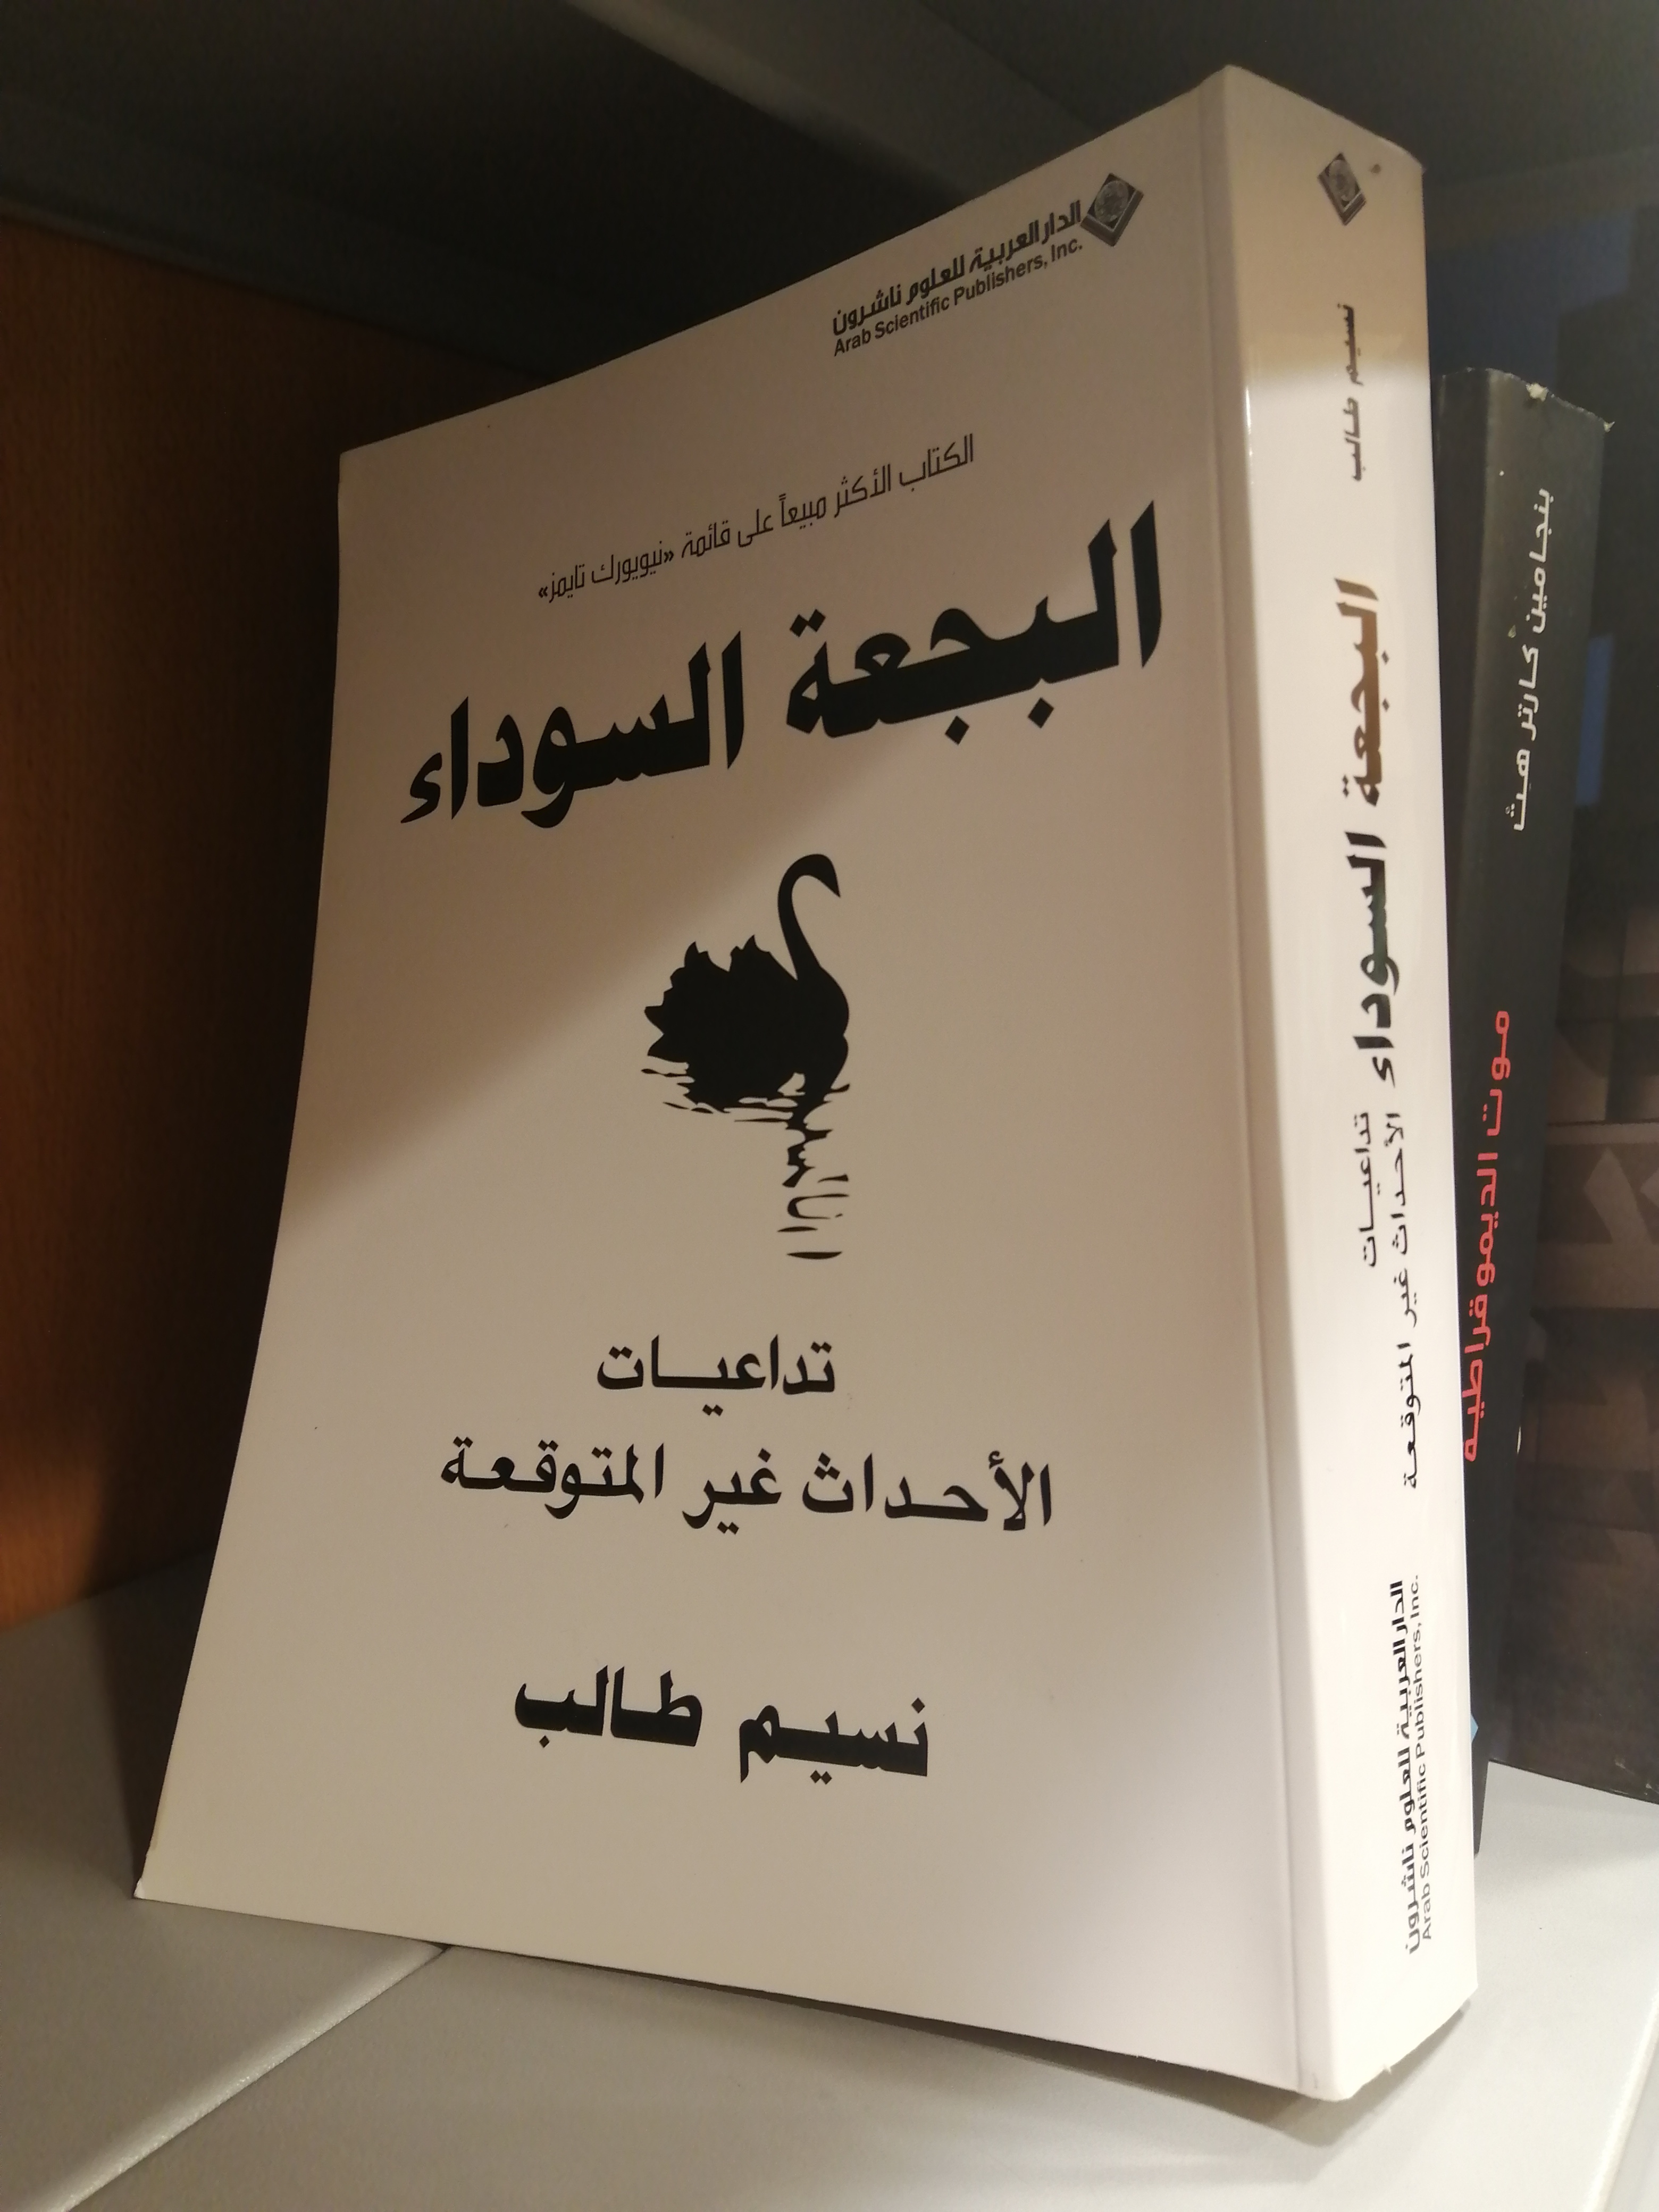 الدار العربية للعلوم ناشرون
Arab Scientific Publishers, Inc.
الكتاب الأكثر مبيعاً على قائمة «نيويورك تايمز»
البجعة السوداء
تداعيات
الأحداث غير المتوقعة
نسيم طالب
نسيم طالب
البجعة السوداء
تداعيات
الأحداث غير المتوقعة
الدار العربية للعلوم ناشرون
Arab Scientific Publishers, Inc.
بنجامين كارتر هيث
موت الديموقراطية